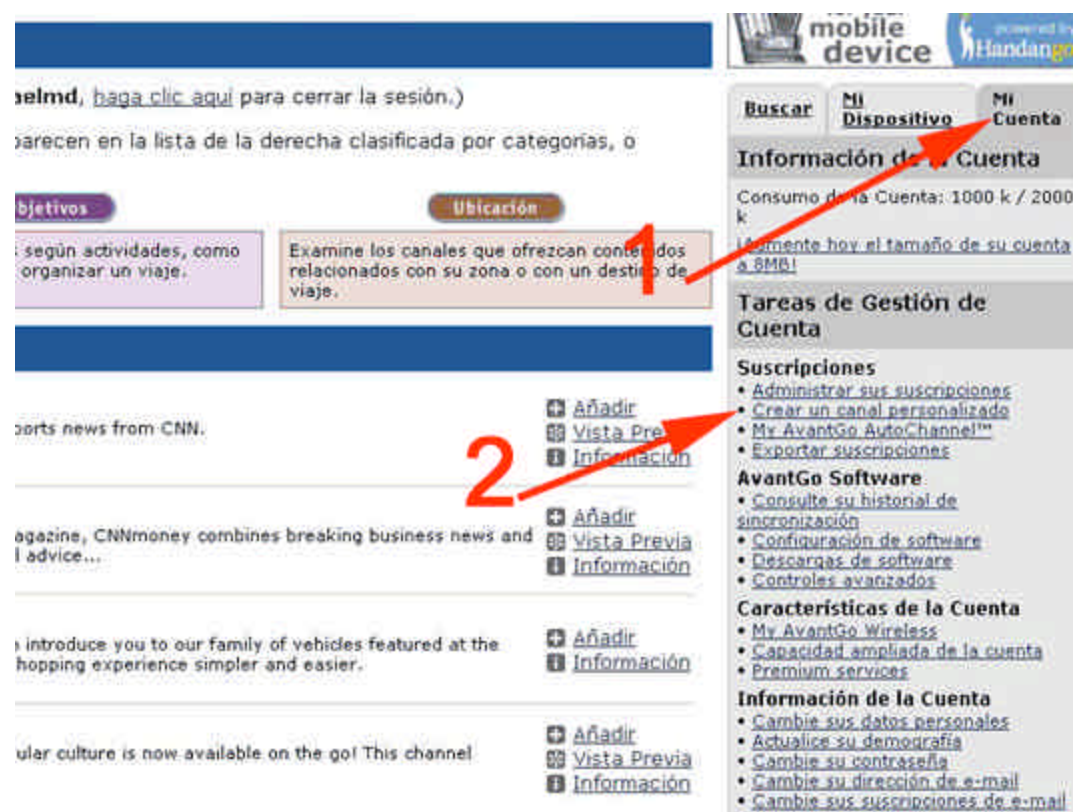 mobile
device
powered by
Handango
aelmd, haga clic aquí para cerrar la sesión.)
parecen en la lista de la derecha clasificada por categorías, o
bjetivos
según actividades, como
organizar un viaje.
Ubicación
Examine los canales que ofrezcan contenidos
relacionados con su zona o con un destino de
viaje.
ports news from CNN.
Añadir
Vista Pre
Información
agazine, CNNmoney combines breaking business news and
l advice...
Añadir
Vista Previa
Información
introduce you to our family of vehicles featured at the
hopping experience simpler and easier.
Añadir
Información
ular culture is now available on the go! This channel
Añadir
Vista Previa
Información
1
2
Buscar
Mi
Dispositivo
Mi
Cuenta
Información de la Cuenta
Consumo de la Cuenta: 1000 k / 2000
k
¡Aumente hoy el tamaño de su cuenta
a 8MB!
Tareas de Gestión de
Cuenta
Suscripciones
• Administrar sus suscripciones
• Crear un canal personalizado
• My AvantGo AutoChannel™
• Exportar suscripciones
AvantGo Software
• Consulte su historial de
sincronización
• Configuración de software
• Descargas de software
• Controles avanzados
Características de la Cuenta
• My AvantGo Wireless
• Capacidad ampliada de la cuenta
• Premium services
Información de la Cuenta
• Cambie sus datos personales
• Actualice su demografía
• Cambie su contraseña
• Cambie su dirección de e-mail
• Cambie sus suscripciones de e-mail